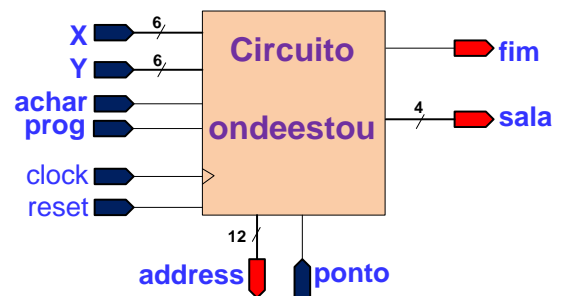 X
6
Y
6
achar
prog
clock
reset
Circuito
ondeestou
fim
4
sala
12
address
ponto